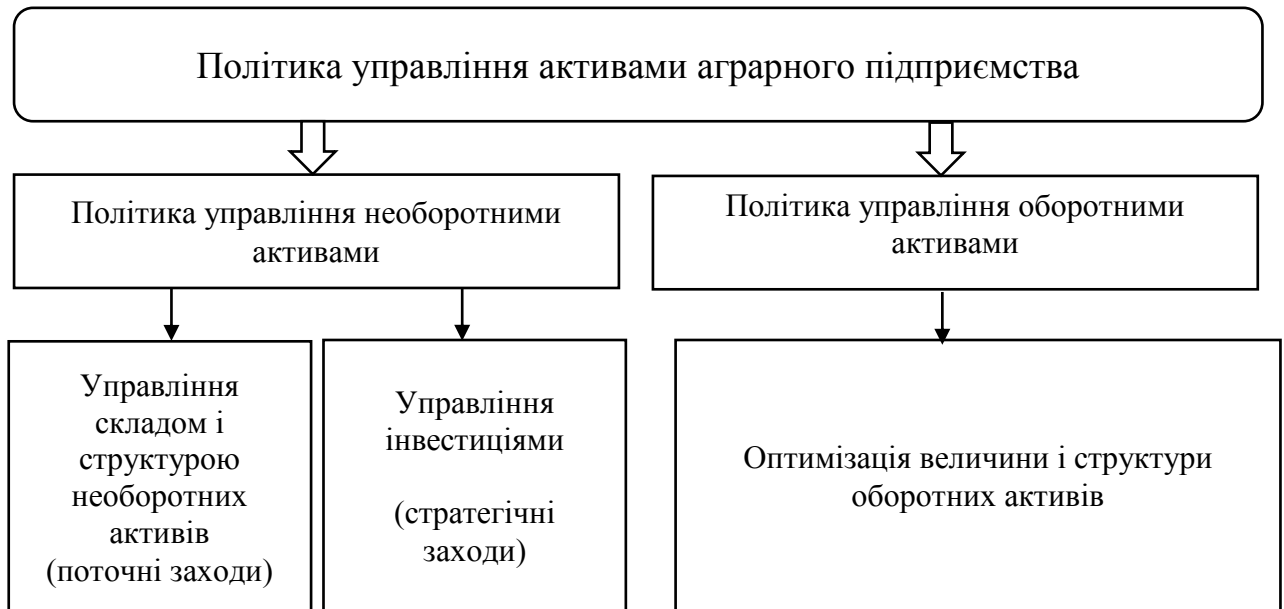 Політика управління активами аграрного підприємства
Політика управління необоротними
активами
Політика управління оборотними
активами
Управління
складом і
структурою
необоротних
активів
(поточні заходи)
Управління
інвестиціями
(стратегічні
заходи)
Оптимізація величини і структури
оборотних активів